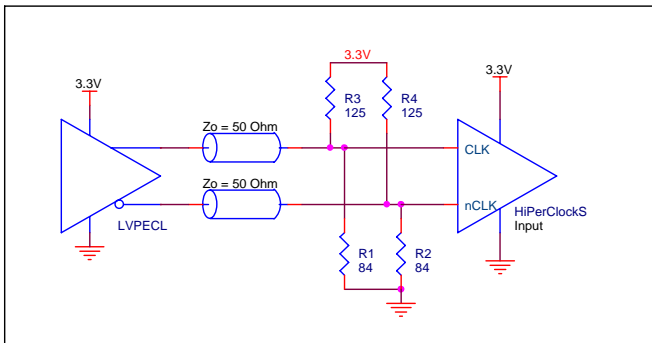 3.3V
3.3V
3.3V
R3
125
R4
125
Zo = 50 Ohm
CLK
Zo = 50 Ohm
nCLK
LVPECL
HiPerClockS
Input
R1
84
R2
84